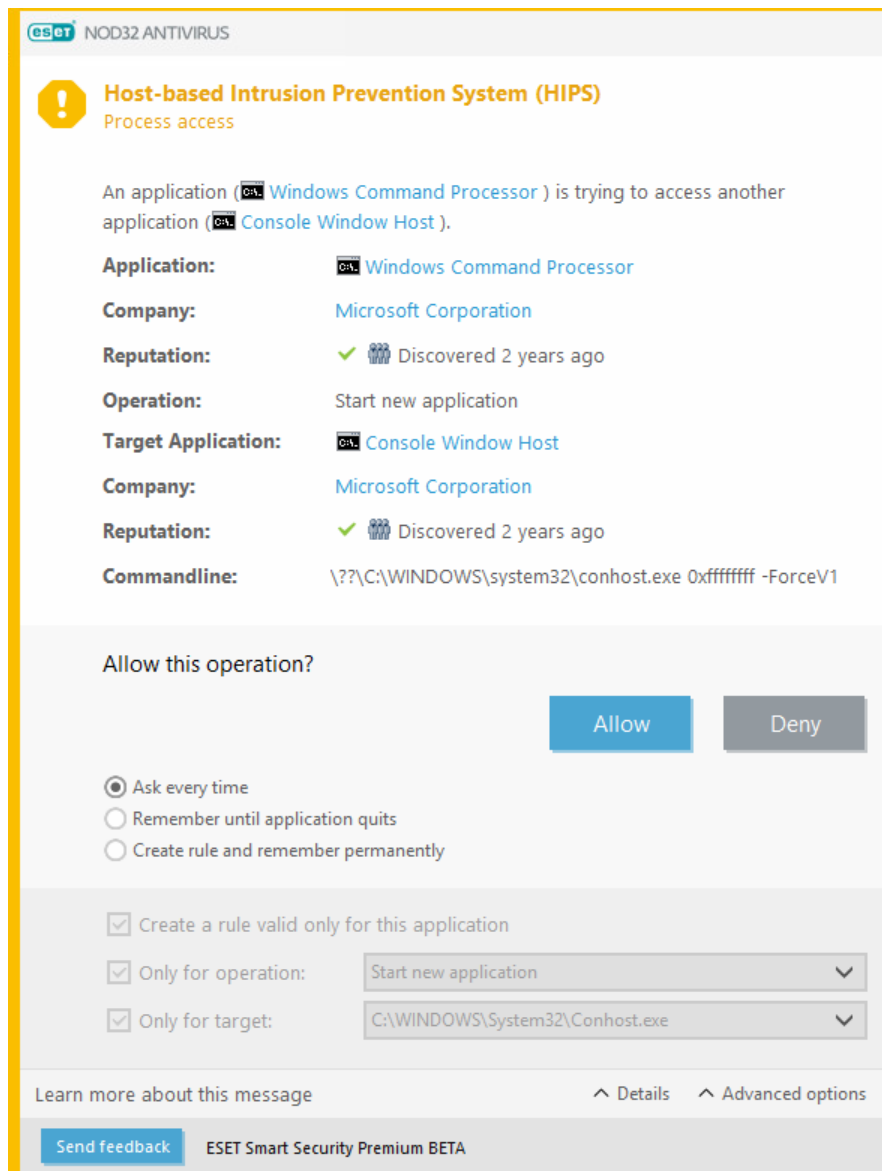 eset NOD32 ANTIVIRUS
Host-based Intrusion Prevention System (HIPS)
Process access
An application ( Windows Command Processor ) is trying to access another
application ( Console Window Host ).
Application: Windows Command Processor
Company: Microsoft Corporation
Reputation: Discovered 2 years ago
Operation: Start new application
Target Application: Console Window Host
Company: Microsoft Corporation
Reputation: Discovered 2 years ago
Commandline: \??\C:\WINDOWS\system32\conhost.exe 0xffffffff -ForceV1
Allow this operation?
Allow Deny
Ask every time
Remember until application quits
Create rule and remember permanently
Create a rule valid only for this application
Only for operation: Start new application
Only for target: C:\WINDOWS\System32\Conhost.exe
Learn more about this message Details Advanced options
Send feedback ESET Smart Security Premium BETA